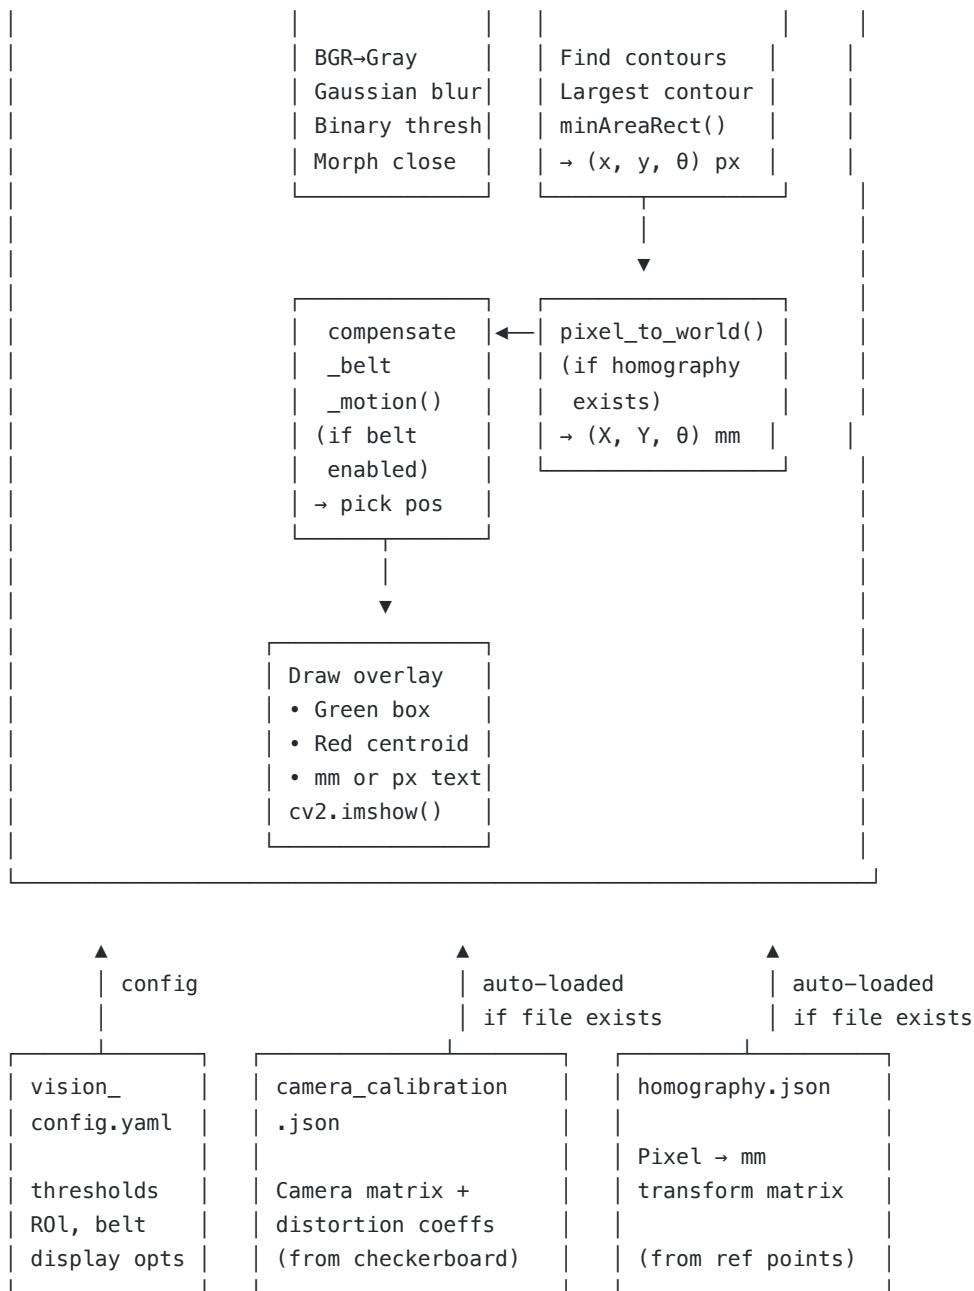 BGR→Gray
Gaussian blur
Binary thresh
Morph close
Find contours
Largest contour
minAreaRect()
→ (x, y, θ) px
compensate
_belt
_motion()
(if belt
enabled)
→ pick pos
pixel_to_world()
(if homography
exists)
→ (X, Y, θ) mm
Draw overlay
• Green box
• Red centroid
• mm or px text
cv2.imshow()
config
auto-loaded
if file exists
auto-loaded
if file exists
vision_
config.yaml
thresholds
ROl, belt
display opts
camera_calibration
.json
Camera matrix +
distortion coeffs
(from checkerboard)
homography.json
Pixel → mm
transform matrix
(from ref points)